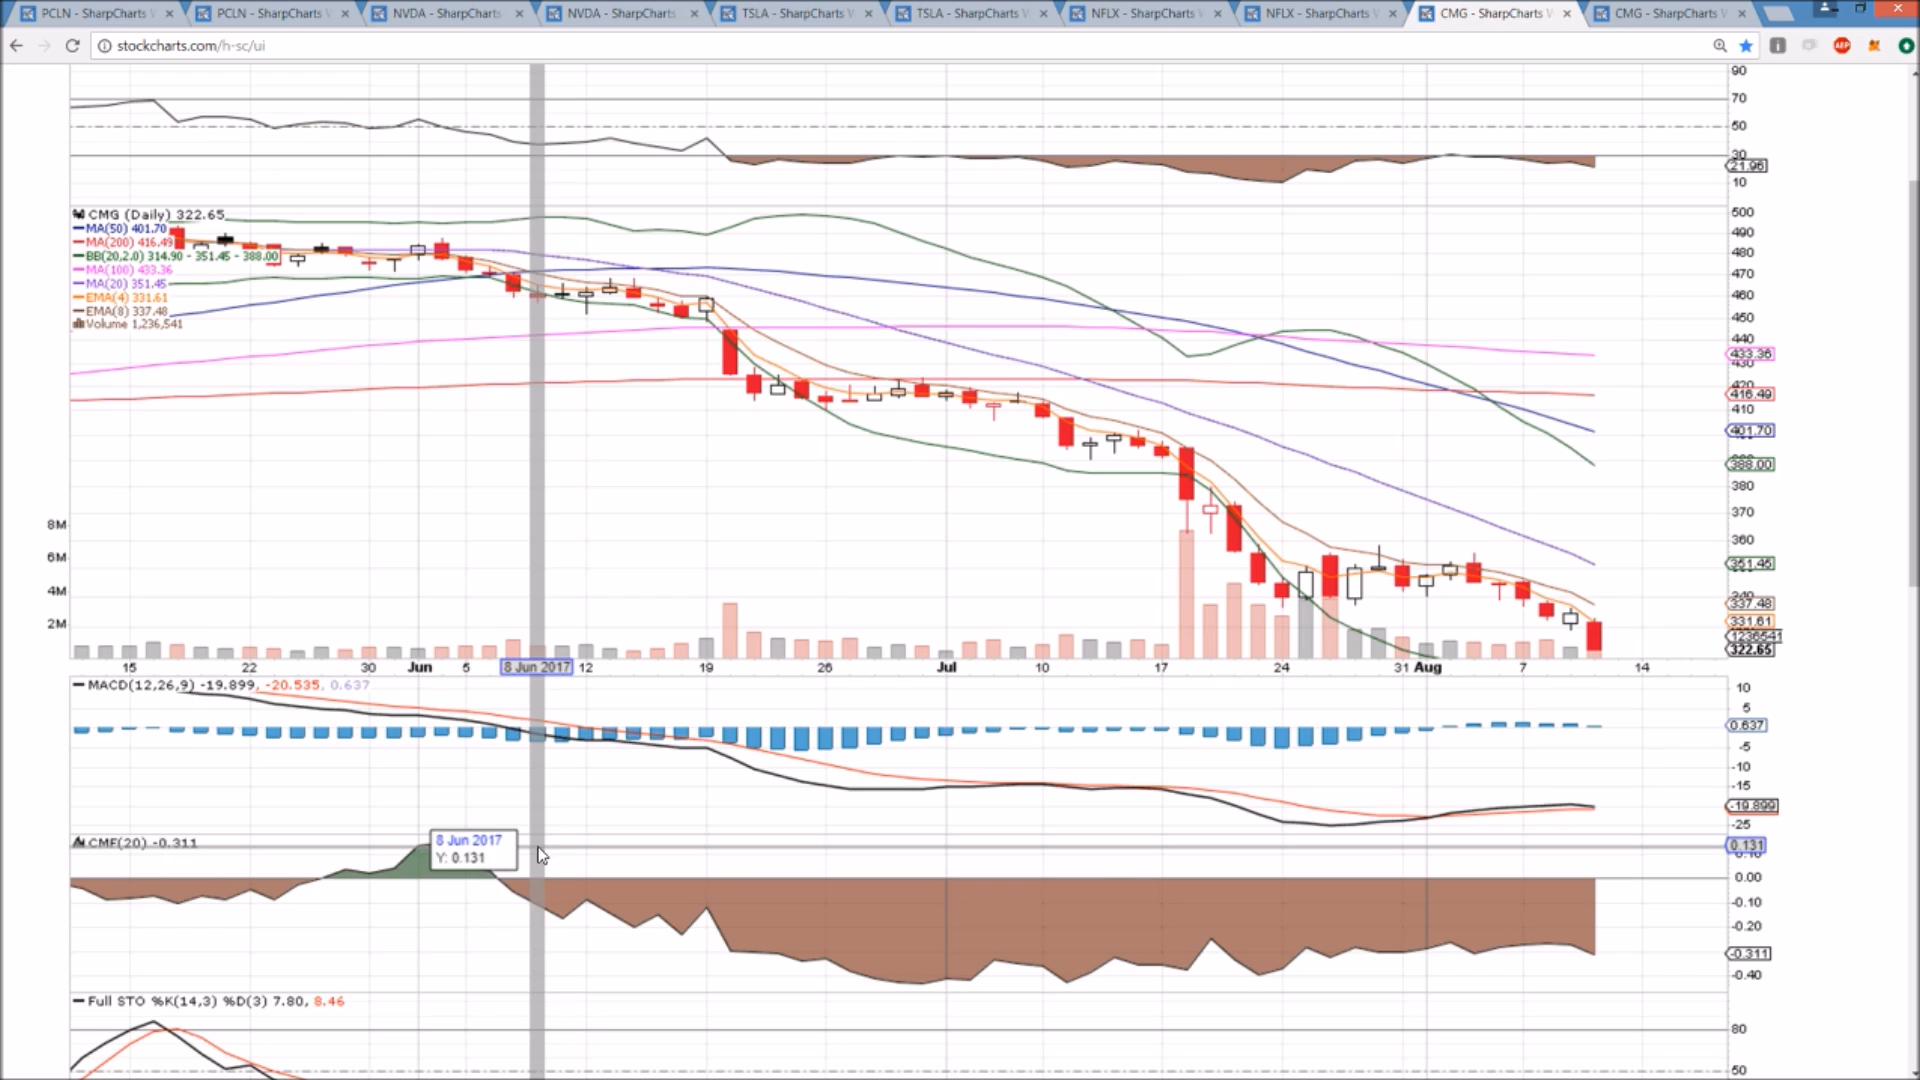 PCLN - SharpCharts PCLN - SharpCharts NVDA - SharpCharts NVDA - SharpCharts TSLA - SharpCharts TSLA - SharpCharts NFLX - SharpCharts NFLX - SharpCharts CMG - SharpCharts CMG - SharpCharts
stockcharts.com/h-sc/ui
90
70
50
30
21.96
10
CMG (Daily) 322.65
MA(50) 401.70
MA(200) 416.49
BB(20,2.0) 314.90 - 351.45 - 388.00
MA(100) 433.36
MA(20) 351.45
EMA(4) 331.61
EMA(8) 337.48
Volume 1,236,541
500
490
480
470
460
450
440
433.36
430
420
416.49
410
401.70
388.00
380
370
360
351.45
340
337.48
331.61
1236541
322.65
8M
6M
4M
2M
15 22 30 Jun 5 8 Jun 2017 12 19 26 Jul 10 17 24 31 Aug 7 14
MACD(12,26,9) -19.899, -20.535, 0.637
10
5
0.637
-5
-10
-15
-19.899
-25
CMF(20) -0.311
8 Jun 2017
Y: 0.131
0.131
0.10
0.00
-0.10
-0.20
-0.311
-0.40
Full STO %K(14,3) %D(3) 7.80, 8.46
80
50